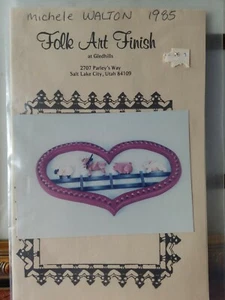 michele WALTON 1985
Folk Art Finish
at Gledhills
2707 Parley's Way
Salt Lake City, Utah 84109